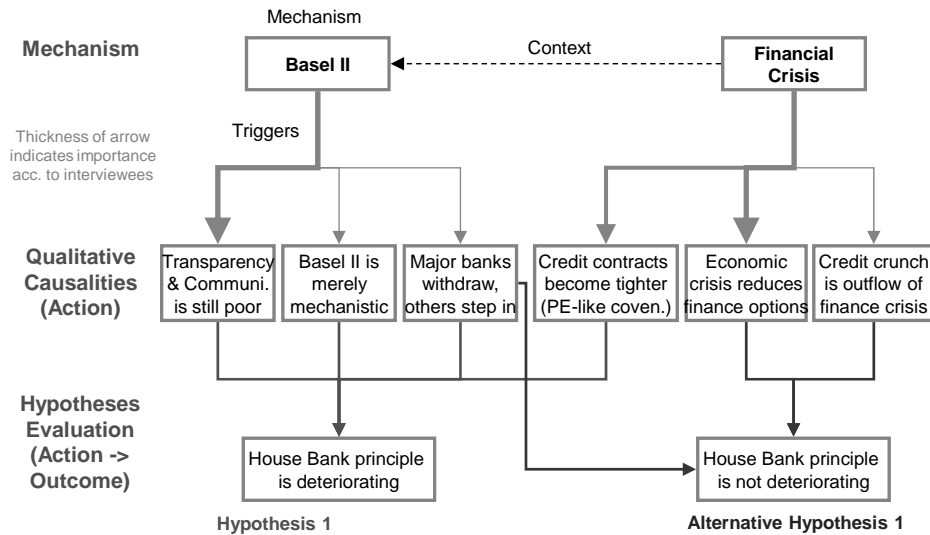 Mechanism
Mechanism
Basel II
Context
Financial
Crisis
Thickness of arrow
indicates importance
acc. to interviewees
Triggers
Qualitative
Causalities
(Action)
Transparency
& Communi.
is still poor
Basel II is
merely
mechanistic
Major banks
withdraw,
others step in
Credit contracts
become tighter
(PE-like coven.)
Economic
crisis reduces
finance options
Credit crunch
is outflow of
finance crisis
Hypotheses
Evaluation
(Action ->
Outcome)
House Bank principle
is deteriorating
House Bank principle
is not deteriorating
Hypothesis 1
Alternative Hypothesis 1